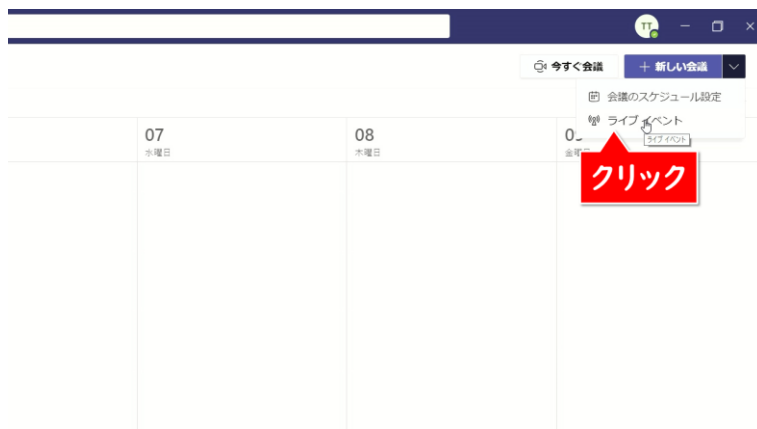 TT
今すぐ会議
＋ 新しい会議
会議のスケジュール設定
ライブ イベント
ライブ イベント
07
水曜日
08
木曜日
クリック